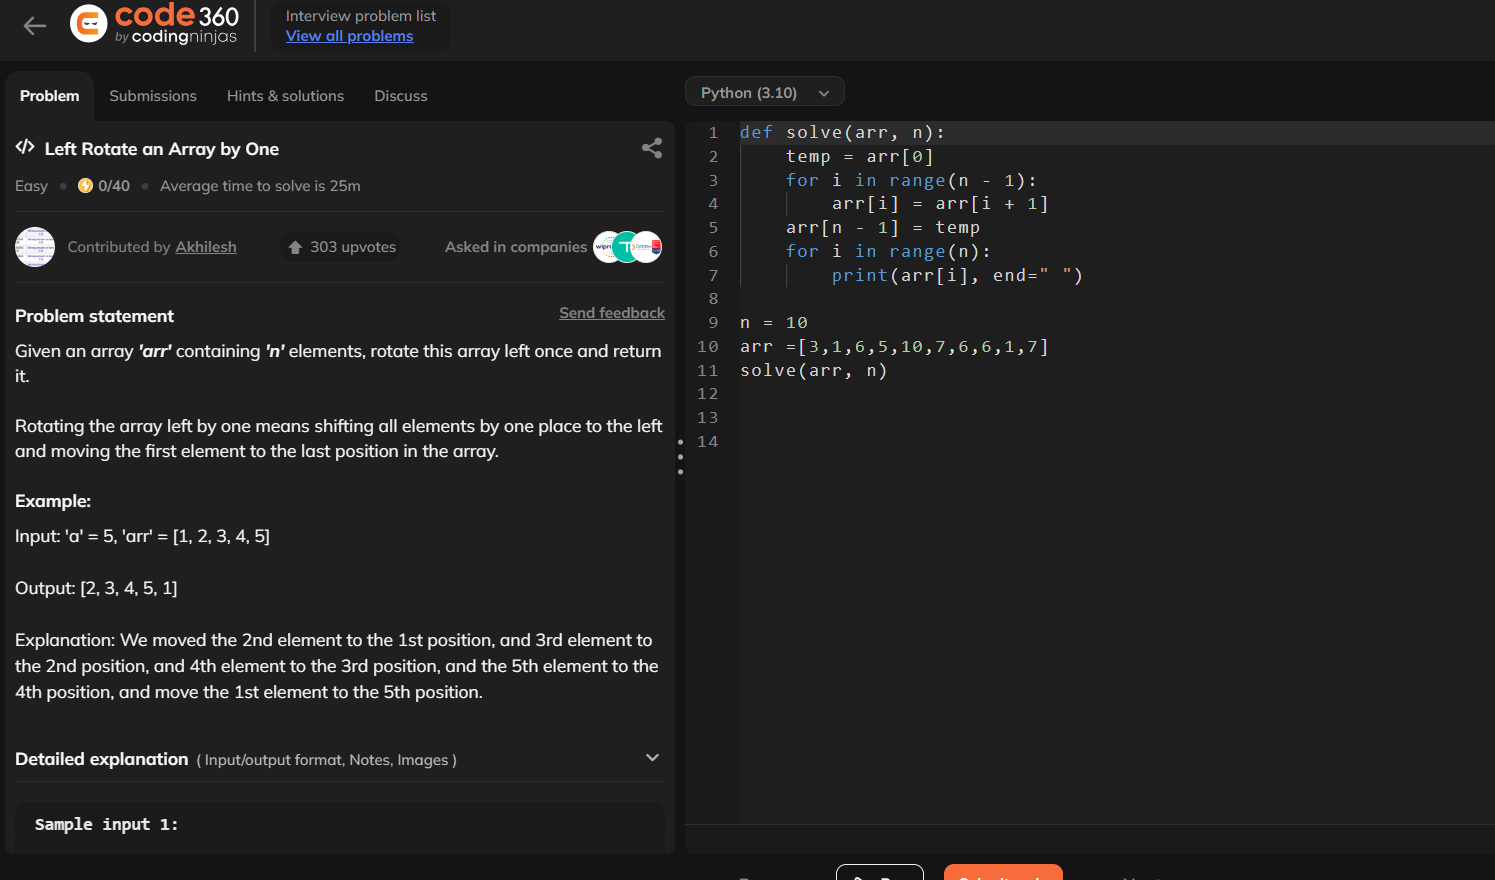 code 360
by codingninjas
Interview problem list
View all problems
Problem
Submissions
Hints & solutions
Discuss
</> Left Rotate an Array by One
Easy • 0/40 • Average time to solve is 25m
Contributed by Akhilesh
303 upvotes
Asked in companies
Problem statement
Send feedback
Given an array 'arr' containing 'n' elements, rotate this array left once and return
it.
Rotating the array left by one means shifting all elements by one place to the left
and moving the first element to the last position in the array.
Example:
Input: 'a' = 5, 'arr' = [1, 2, 3, 4, 5]
Output: [2, 3, 4, 5, 1]
Explanation: We moved the 2nd element to the 1st position, and 3rd element to
the 2nd position, and 4th element to the 3rd position, and the 5th element to the
4th position, and move the 1st element to the 5th position.
Detailed explanation ( Input/output format, Notes, Images )
Sample input 1:
Python (3.10)
1 def solve(arr, n):
2     temp = arr[0]
3     for i in range(n - 1):
4         arr[i] = arr[i + 1]
5     arr[n - 1] = temp
6     for i in range(n):
7         print(arr[i], end=" ")
8
9 n = 10
10 arr =[3,1,6,5,10,7,6,6,1,7]
11 solve(arr, n)
12
13
14